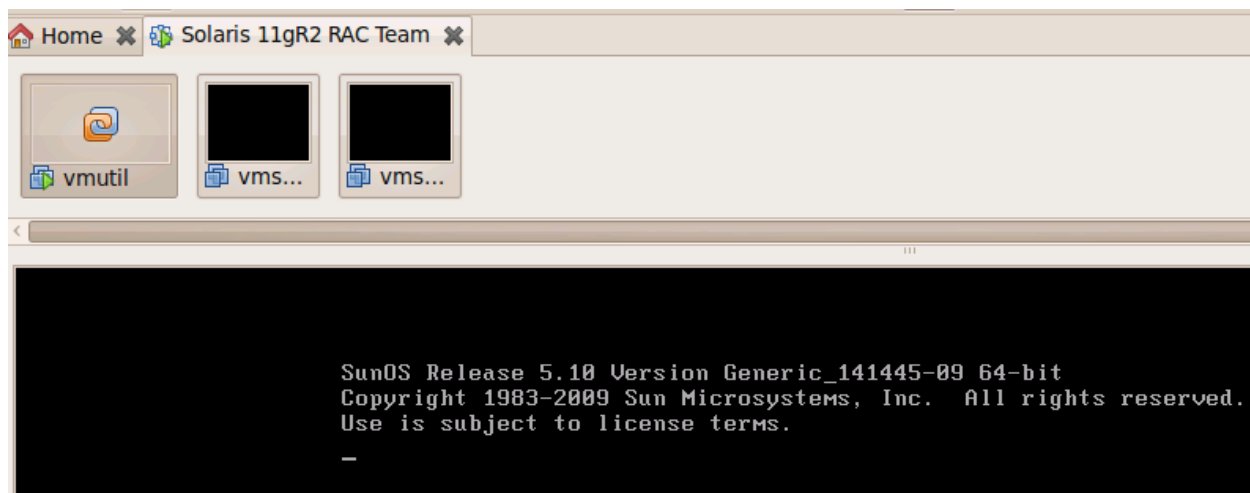 Home Solaris 11gR2 RAC Team
vmutil vms... vms...
SunOS Release 5.10 Version Generic_141445-09 64-bit
Copyright 1983-2009 Sun Microsystems, Inc.  All rights reserved.
Use is subject to license terms.